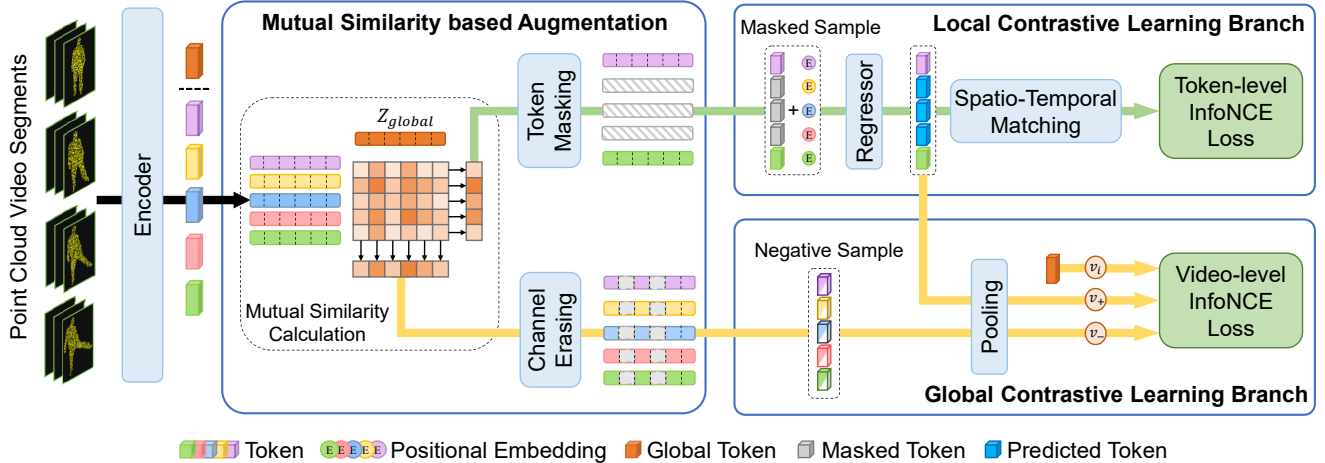 Point Cloud Video Segments
Encoder
Mutual Similarity based Augmentation
Z_global
Mutual Similarity
Calculation
Token
Masking
Channel
Erasing
Local Contrastive Learning Branch
Masked Sample
E
E
+ E
E
E
Regressor
Spatio-Temporal
Matching
Token-level
InfoNCE
Loss
Negative Sample
Pooling
v_i
v_+
v_−
Video-level
InfoNCE
Loss
Global Contrastive Learning Branch
Token
E E E E E Positional Embedding
Global Token
Masked Token
Predicted Token